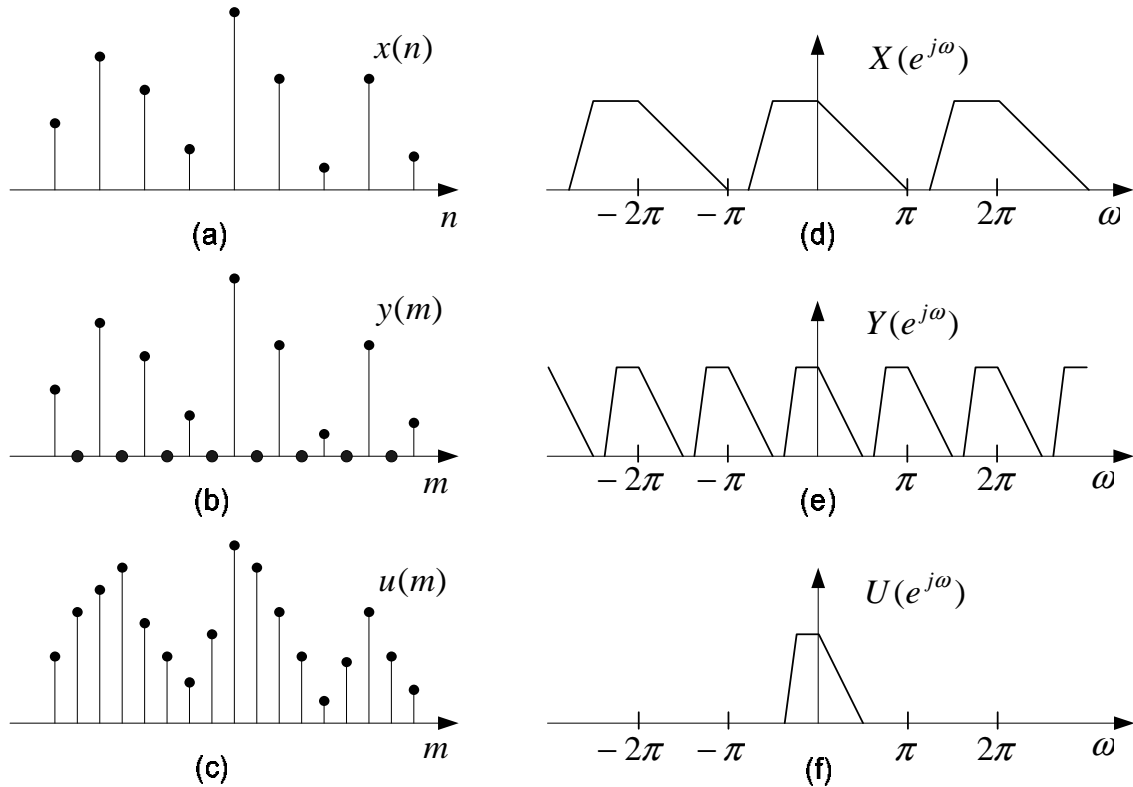 x(n)
n
(a)
X(e^{jω})
−2π −π π 2π ω
(d)
y(m)
m
(b)
Y(e^{jω})
−2π −π π 2π ω
(e)
u(m)
m
(c)
U(e^{jω})
−2π −π π 2π ω
(f)